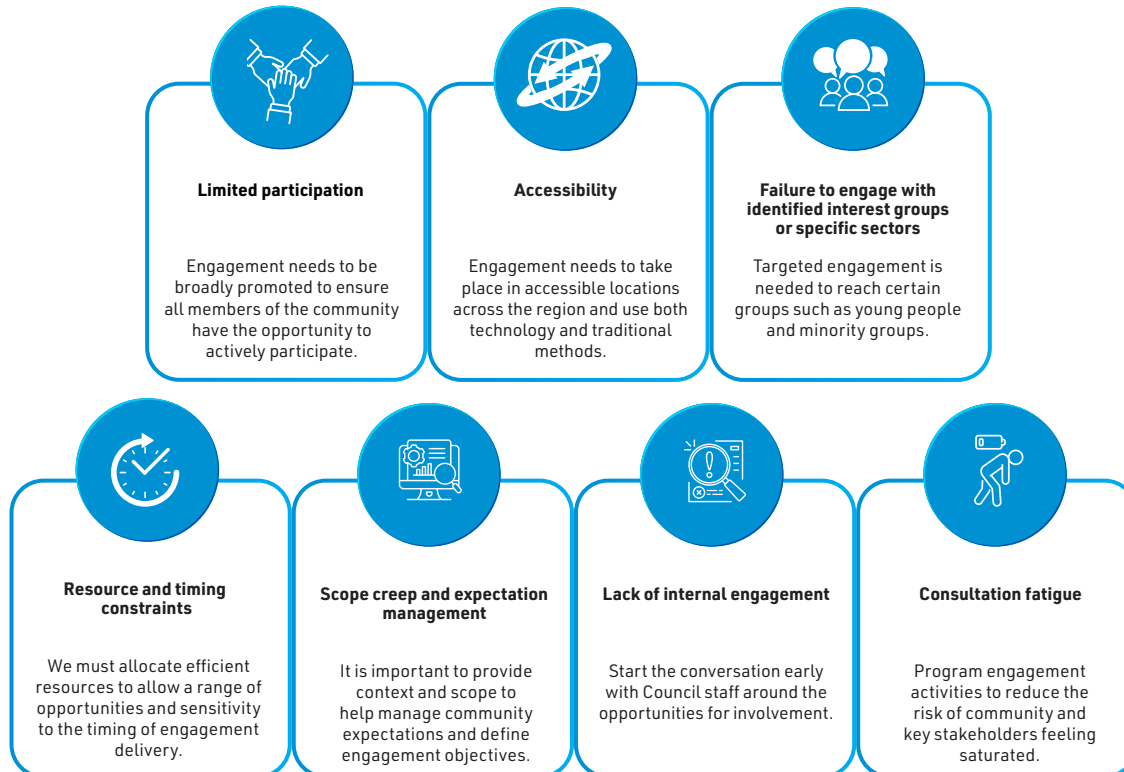 Limited participation
Engagement needs to be
broadly promoted to ensure
all members of the community
have the opportunity to
actively participate.
Accessibility
Engagement needs to take
place in accessible locations
across the region and use both
technology and traditional
methods.
Failure to engage with
identified interest groups
or specific sectors
Targeted engagement is
needed to reach certain
groups such as young people
and minority groups.
Resource and timing
constraints
We must allocate efficient
resources to allow a range of
opportunities and sensitivity
to the timing of engagement
delivery.
Scope creep and expectation
management
It is important to provide
context and scope to
help manage community
expectations and define
engagement objectives.
Lack of internal engagement
Start the conversation early
with Council staff around the
opportunities for involvement.
Consultation fatigue
Program engagement
activities to reduce the
risk of community and
key stakeholders feeling
saturated.